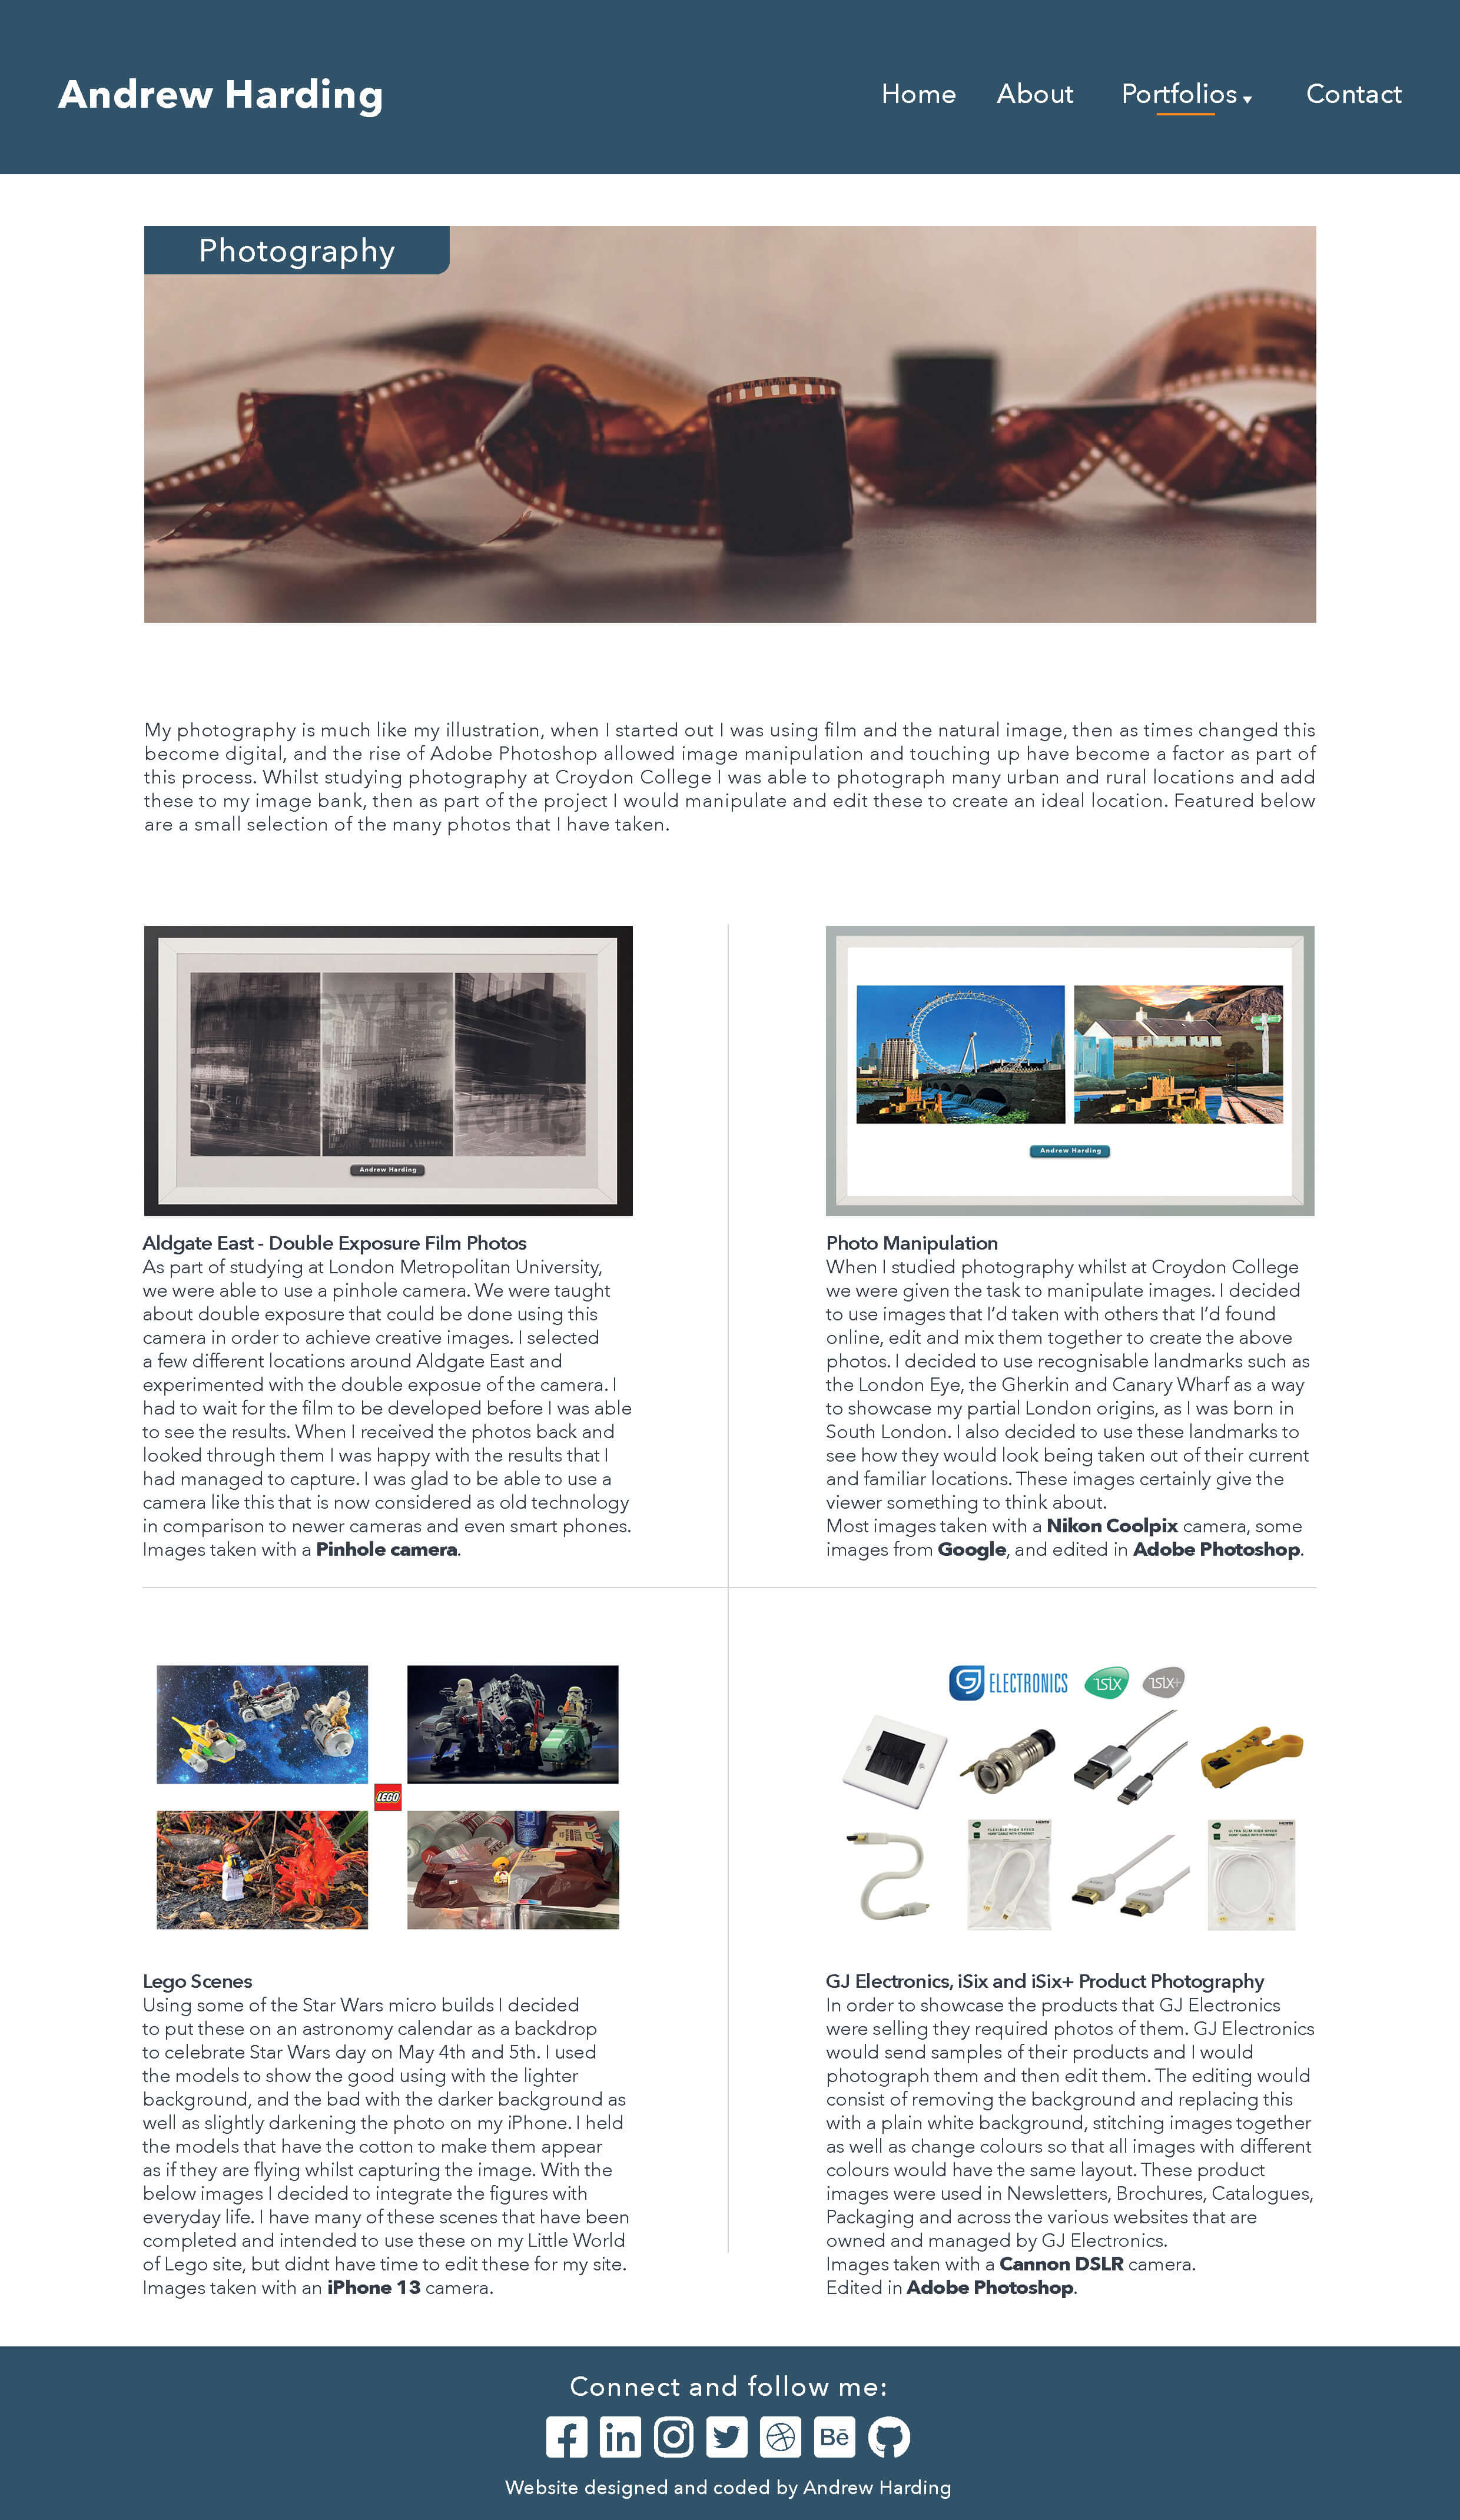 Andrew Harding
Home About Portfolios Contact
Photography
My photography is much like my illustration, when I started out I was using film and the natural image, then as times changed this
become digital, and the rise of Adobe Photoshop allowed image manipulation and touching up have become a factor as part of
this process. Whilst studying photography at Croydon College I was able to photograph many urban and rural locations and add
these to my image bank, then as part of the project I would manipulate and edit these to create an ideal location. Featured below
are a small selection of the many photos that I have taken.
Andrew Harding
Aldgate East - Double Exposure Film Photos
As part of studying at London Metropolitan University,
we were able to use a pinhole camera. We were taught
about double exposure that could be done using this
camera in order to achieve creative images. I selected
a few different locations around Aldgate East and
experimented with the double exposue of the camera. I
had to wait for the film to be developed before I was able
to see the results. When I received the photos back and
looked through them I was happy with the results that I
had managed to capture. I was glad to be able to use a
camera like this that is now considered as old technology
in comparison to newer cameras and even smart phones.
Images taken with a Pinhole camera.
Andrew Harding
Photo Manipulation
When I studied photography whilst at Croydon College
we were given the task to manipulate images. I decided
to use images that I'd taken with others that I'd found
online, edit and mix them together to create the above
photos. I decided to use recognisable landmarks such as
the London Eye, the Gherkin and Canary Wharf as a way
to showcase my partial London origins, as I was born in
South London. I also decided to use these landmarks to
see how they would look being taken out of their current
and familiar locations. These images certainly give the
viewer something to think about.
Most images taken with a Nikon Coolpix camera, some
images from Google, and edited in Adobe Photoshop.
LEGO
Lego Scenes
Using some of the Star Wars micro builds I decided
to put these on an astronomy calendar as a backdrop
to celebrate Star Wars day on May 4th and 5th. I used
the models to show the good using with the lighter
background, and the bad with the darker background as
well as slightly darkening the photo on my iPhone. I held
the models that have the cotton to make them appear
as if they are flying whilst capturing the image. With the
below images I decided to integrate the figures with
everyday life. I have many of these scenes that have been
completed and intended to use these on my Little World
of Lego site, but didnt have time to edit these for my site.
Images taken with an iPhone 13 camera.
ELECTRONICS isix isix+
FLEXIBLE HIGH SPEED
HDMI CABLE WITH ETHERNET
HDMI
ULTRA SLIM HIGH SPEED
HDMI CABLE WITH ETHERNET
HDMI
GJ Electronics, iSix and iSix+ Product Photography
In order to showcase the products that GJ Electronics
were selling they required photos of them. GJ Electronics
would send samples of their products and I would
photograph them and then edit them. The editing would
consist of removing the background and replacing this
with a plain white background, stitching images together
as well as change colours so that all images with different
colours would have the same layout. These product
images were used in Newsletters, Brochures, Catalogues,
Packaging and across the various websites that are
owned and managed by GJ Electronics.
Images taken with a Cannon DSLR camera.
Edited in Adobe Photoshop.
Connect and follow me:
f in Bē
Website designed and coded by Andrew Harding